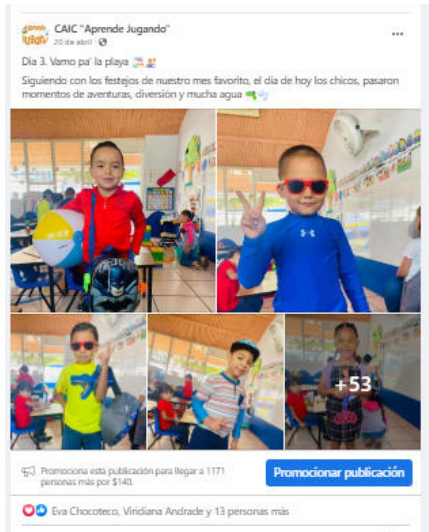 CAIC "Aprende Jugando"
20 de abril
Dia 3. Vamo pa' la playa
Siguiendo con los festejos de nuestro mes favorito, el día de hoy los chicos, pasaron
momentos de aventuras, diversión y mucha agua
+53
Promociona esta publicación para llegar a 1171
personas más por $140.
Promocionar publicación
Eva Chocoteco, Viridiana Andrade y 13 personas más